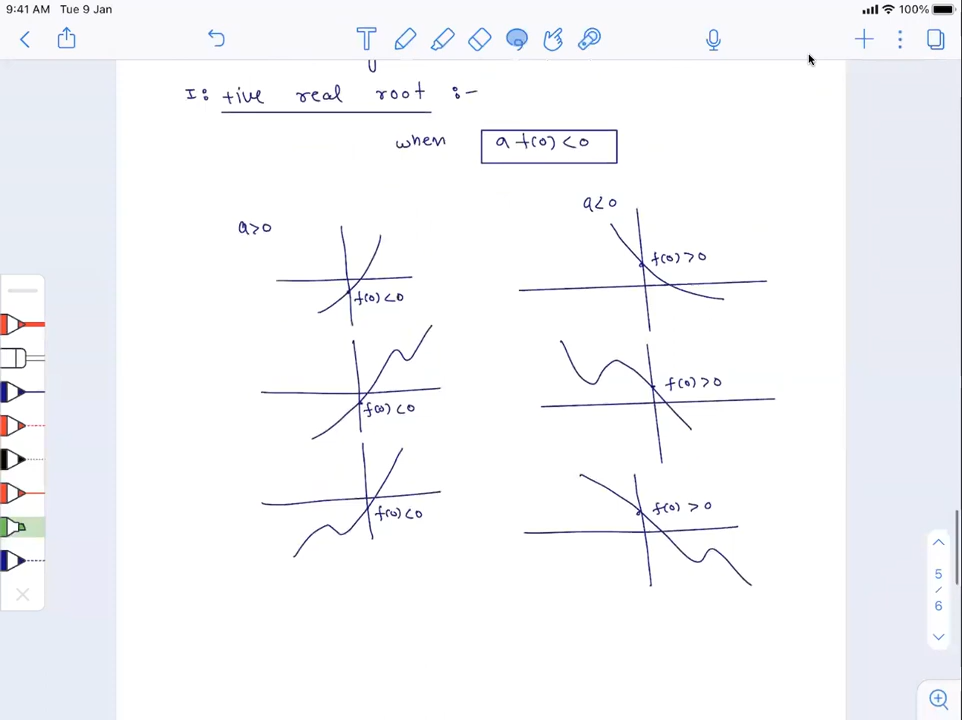 9:41 AM Tue 9 Jan
100%
I: +ive real root :-
when a f(0) < 0
a>0
a<0
f(0) < 0
f(0) > 0
f(0) < 0
f(0) > 0
f(0) < 0
f(0) > 0
5
/
6